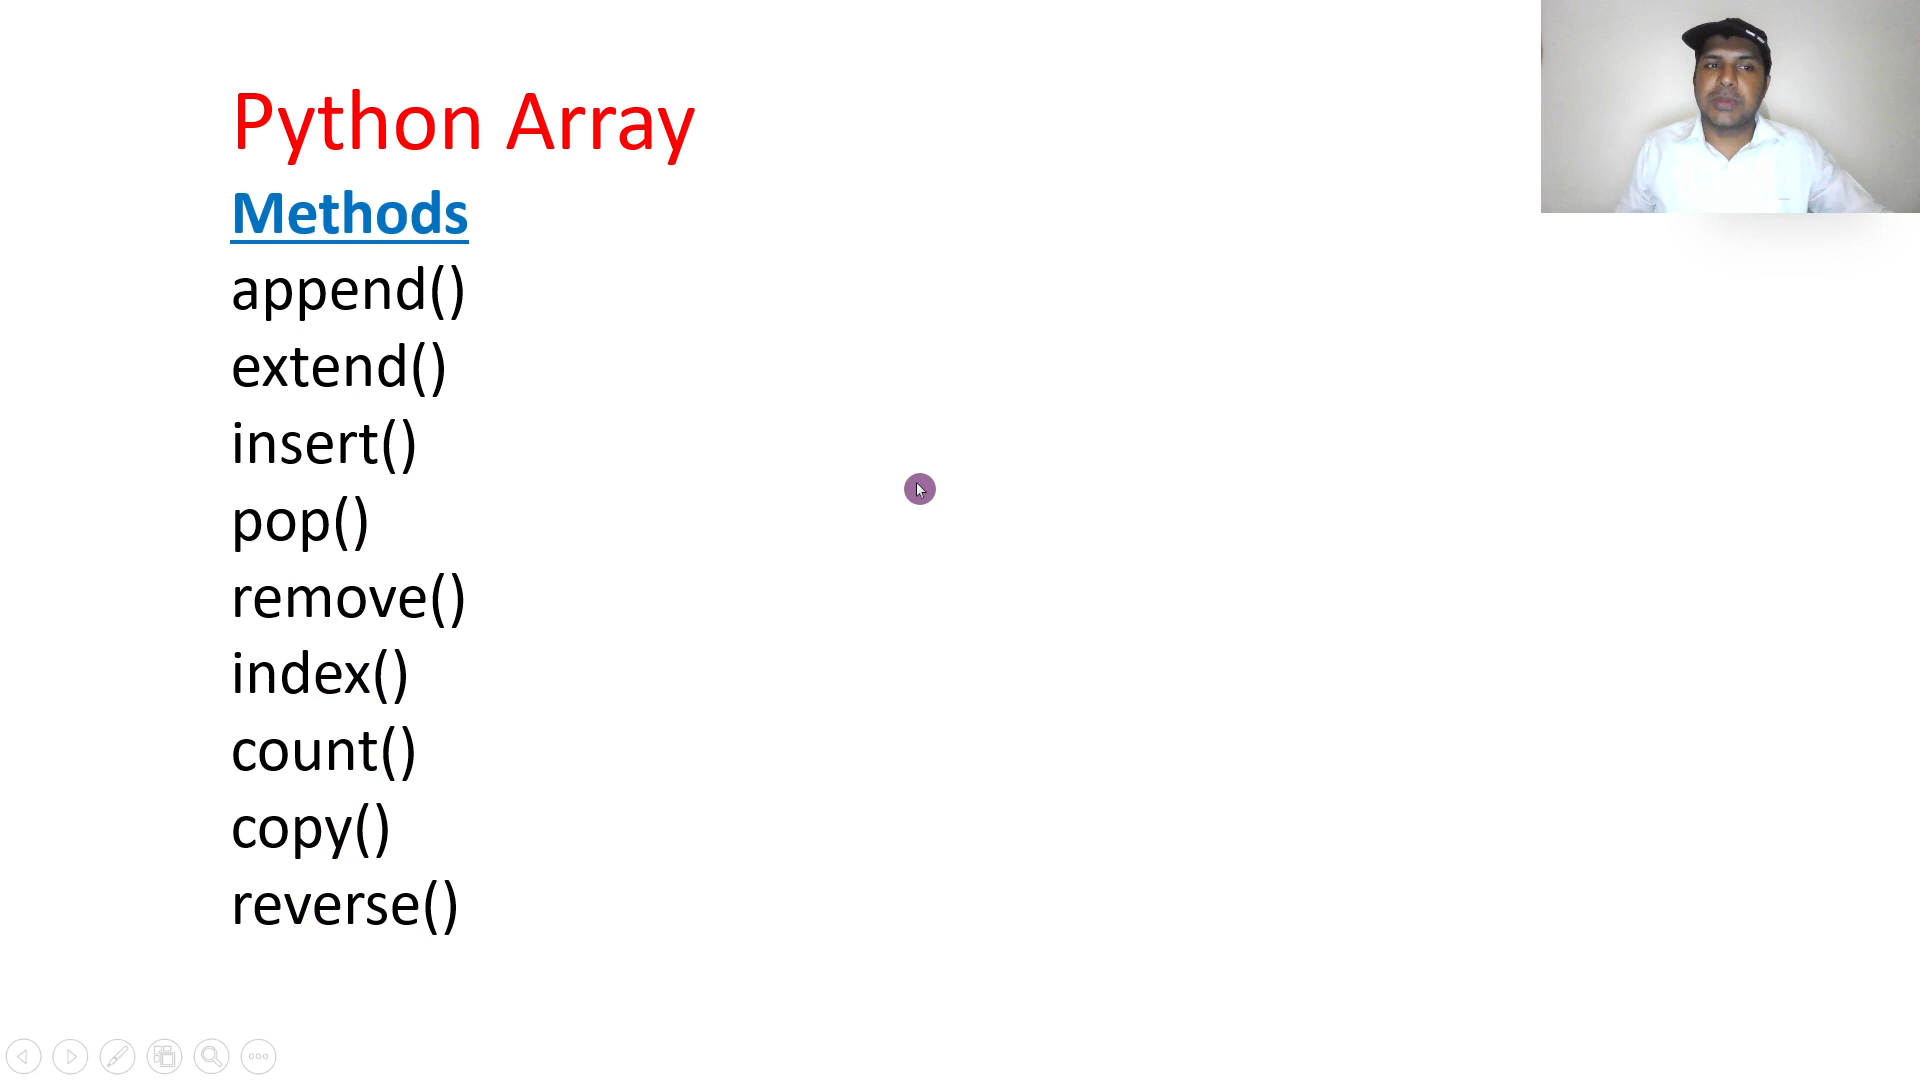 Python Array
Methods
append()
extend()
insert()
pop()
remove()
index()
count()
copy()
reverse()